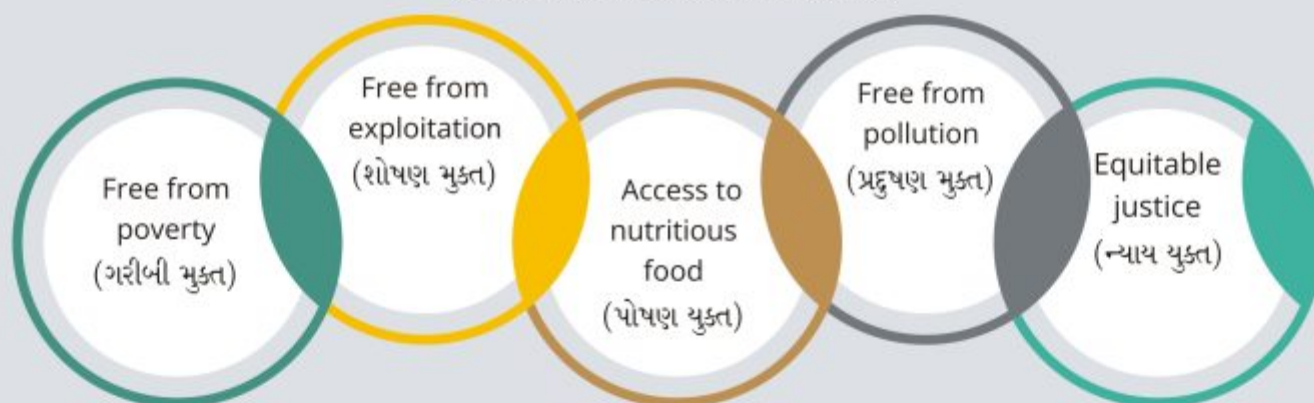 Free from
poverty
(ગરીબી મુક્ત)
Free from
exploitation
(શોષણ મુક્ત)
Access to
nutritious
food
(પોષણ યુક્ત)
Free from
pollution
(પ્રદુષણ મુક્ત)
Equitable
justice
(ન્યાય યુક્ત)